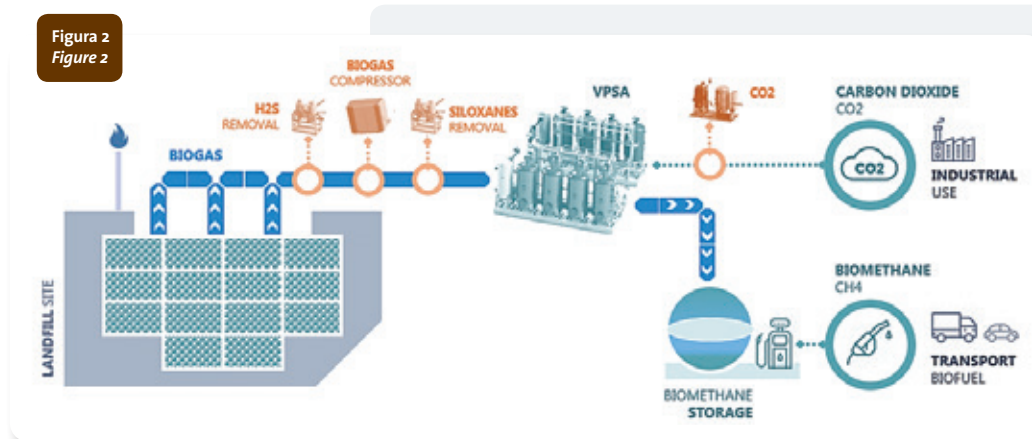 Figura 2
Figure 2
BIOGAS
COMPRESSOR
H2S
REMOVAL
SILOXANES
REMOVAL
VPSA
CO2
CARBON DIOXIDE
CO2
CO2
INDUSTRIAL
USE
BIOGAS
LANDFILL SITE
BIOMETHANE
CH4
TRANSPORT
BIOFUEL
BIOMETHANE
STORAGE